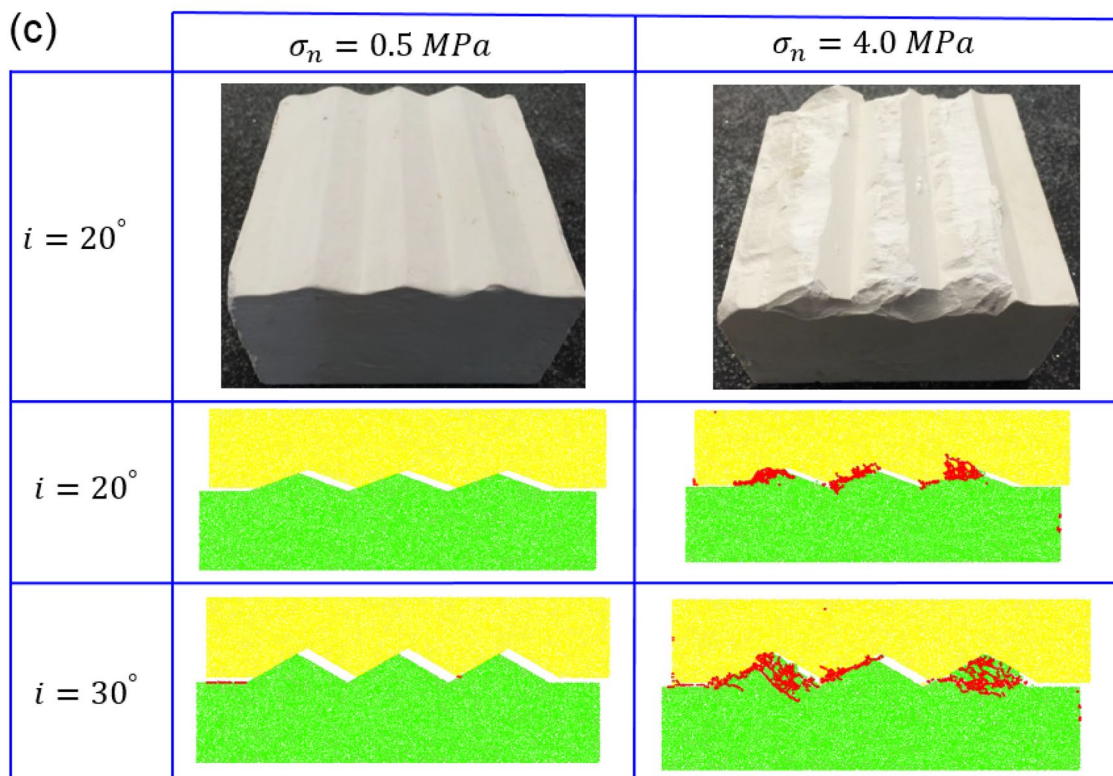 (c)
σₙ = 0.5 MPa
σₙ = 4.0 MPa
i = 20°
i = 20°
i = 30°